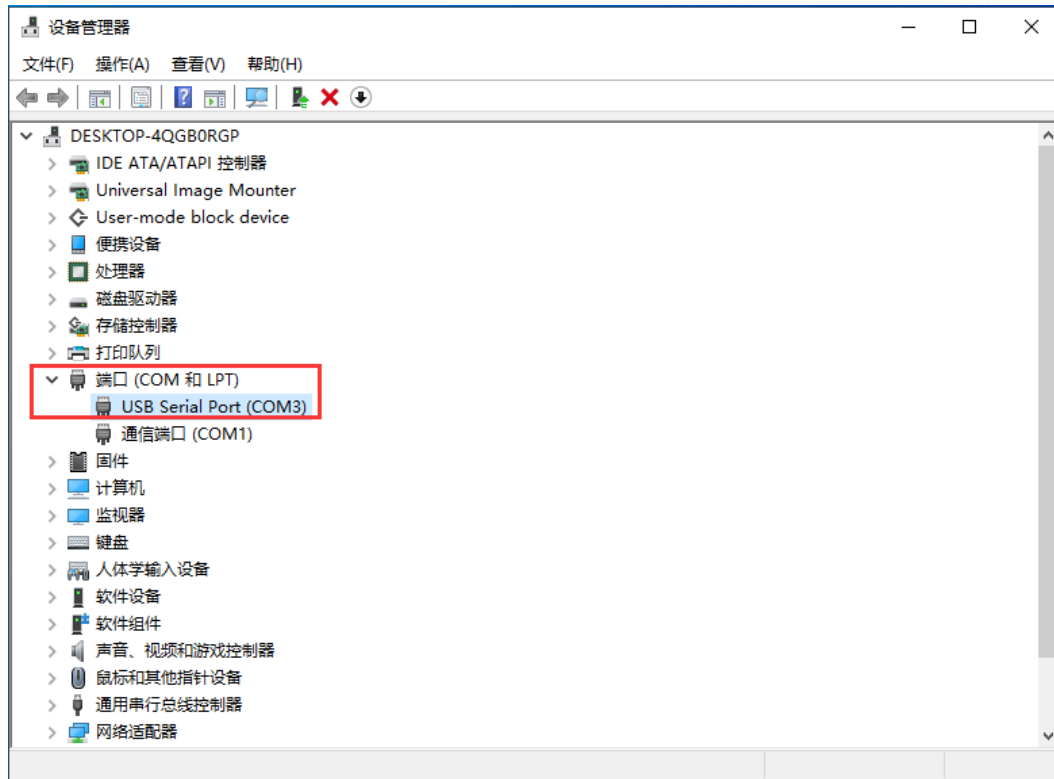 设备管理器
文件(F) 操作(A) 查看(V) 帮助(H)
DESKTOP-4QGB0RGP
IDE ATA/ATAPI 控制器
Universal Image Mounter
User-mode block device
便携设备
处理器
磁盘驱动器
存储控制器
打印队列
端口 (COM 和 LPT)
USB Serial Port (COM3)
通信端口 (COM1)
固件
计算机
监视器
键盘
人体学输入设备
软件设备
软件组件
声音、视频和游戏控制器
鼠标和其他指针设备
通用串行总线控制器
网络适配器